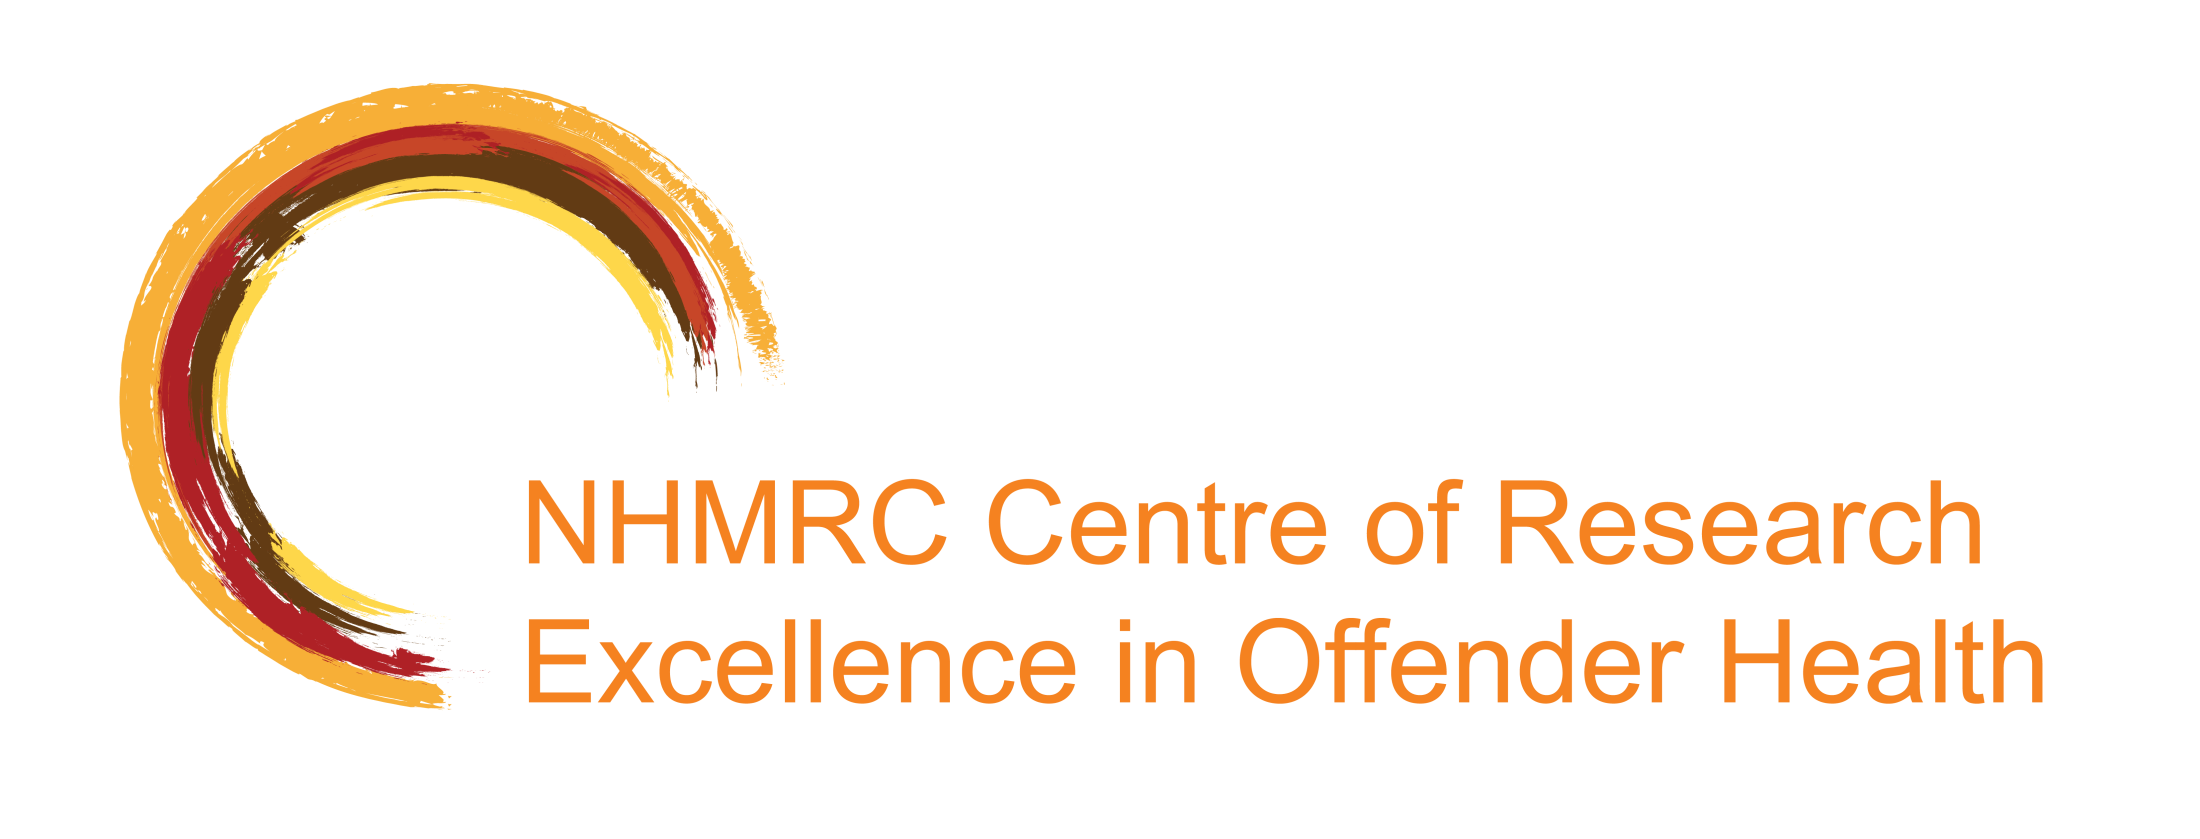 NHMRC Centre of Research
Excellence in Offender Health